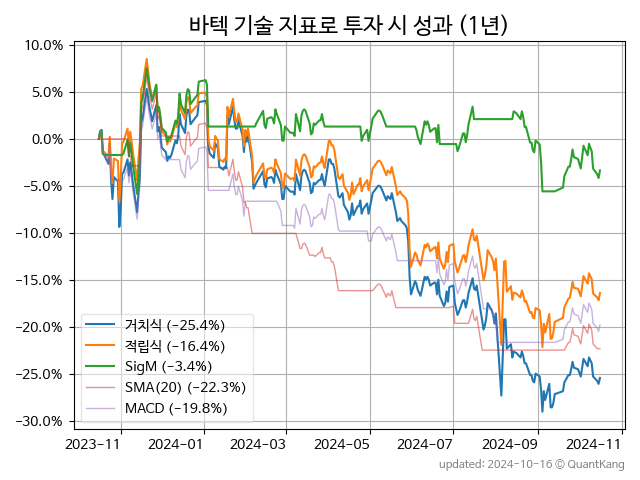 바텍 기술 지표로 투자 시 성과 (1년)
10.0%
5.0%
0.0%
−5.0%
−10.0%
−15.0%
−20.0%
−25.0%
−30.0%
거치식 (−25.4%)
적립식 (−16.4%)
SigM (−3.4%)
SMA(20) (−22.3%)
MACD (−19.8%)
2023−11 2024−01 2024−03 2024−05 2024−07 2024−09 2024−11
updated: 2024-10-16 © QuantKang